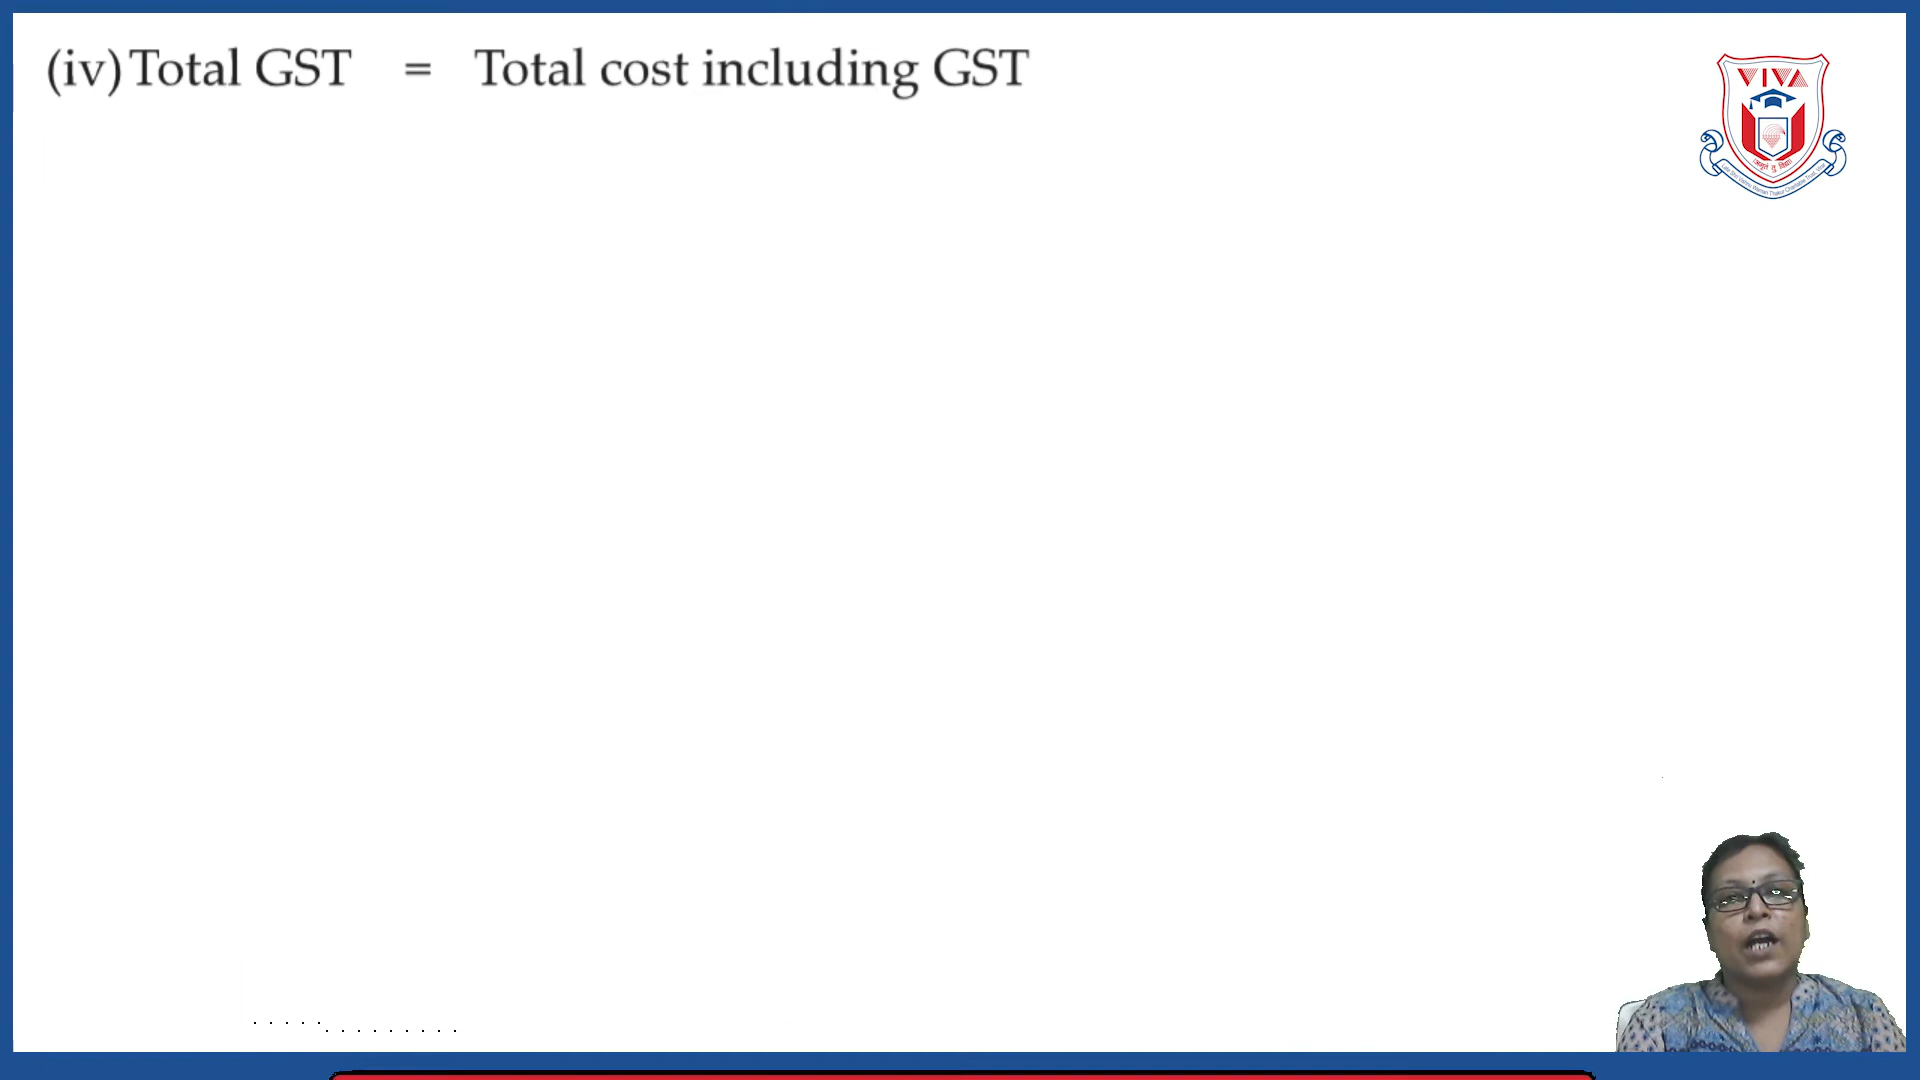 (iv) Total GST = Total cost including GST
VIVA